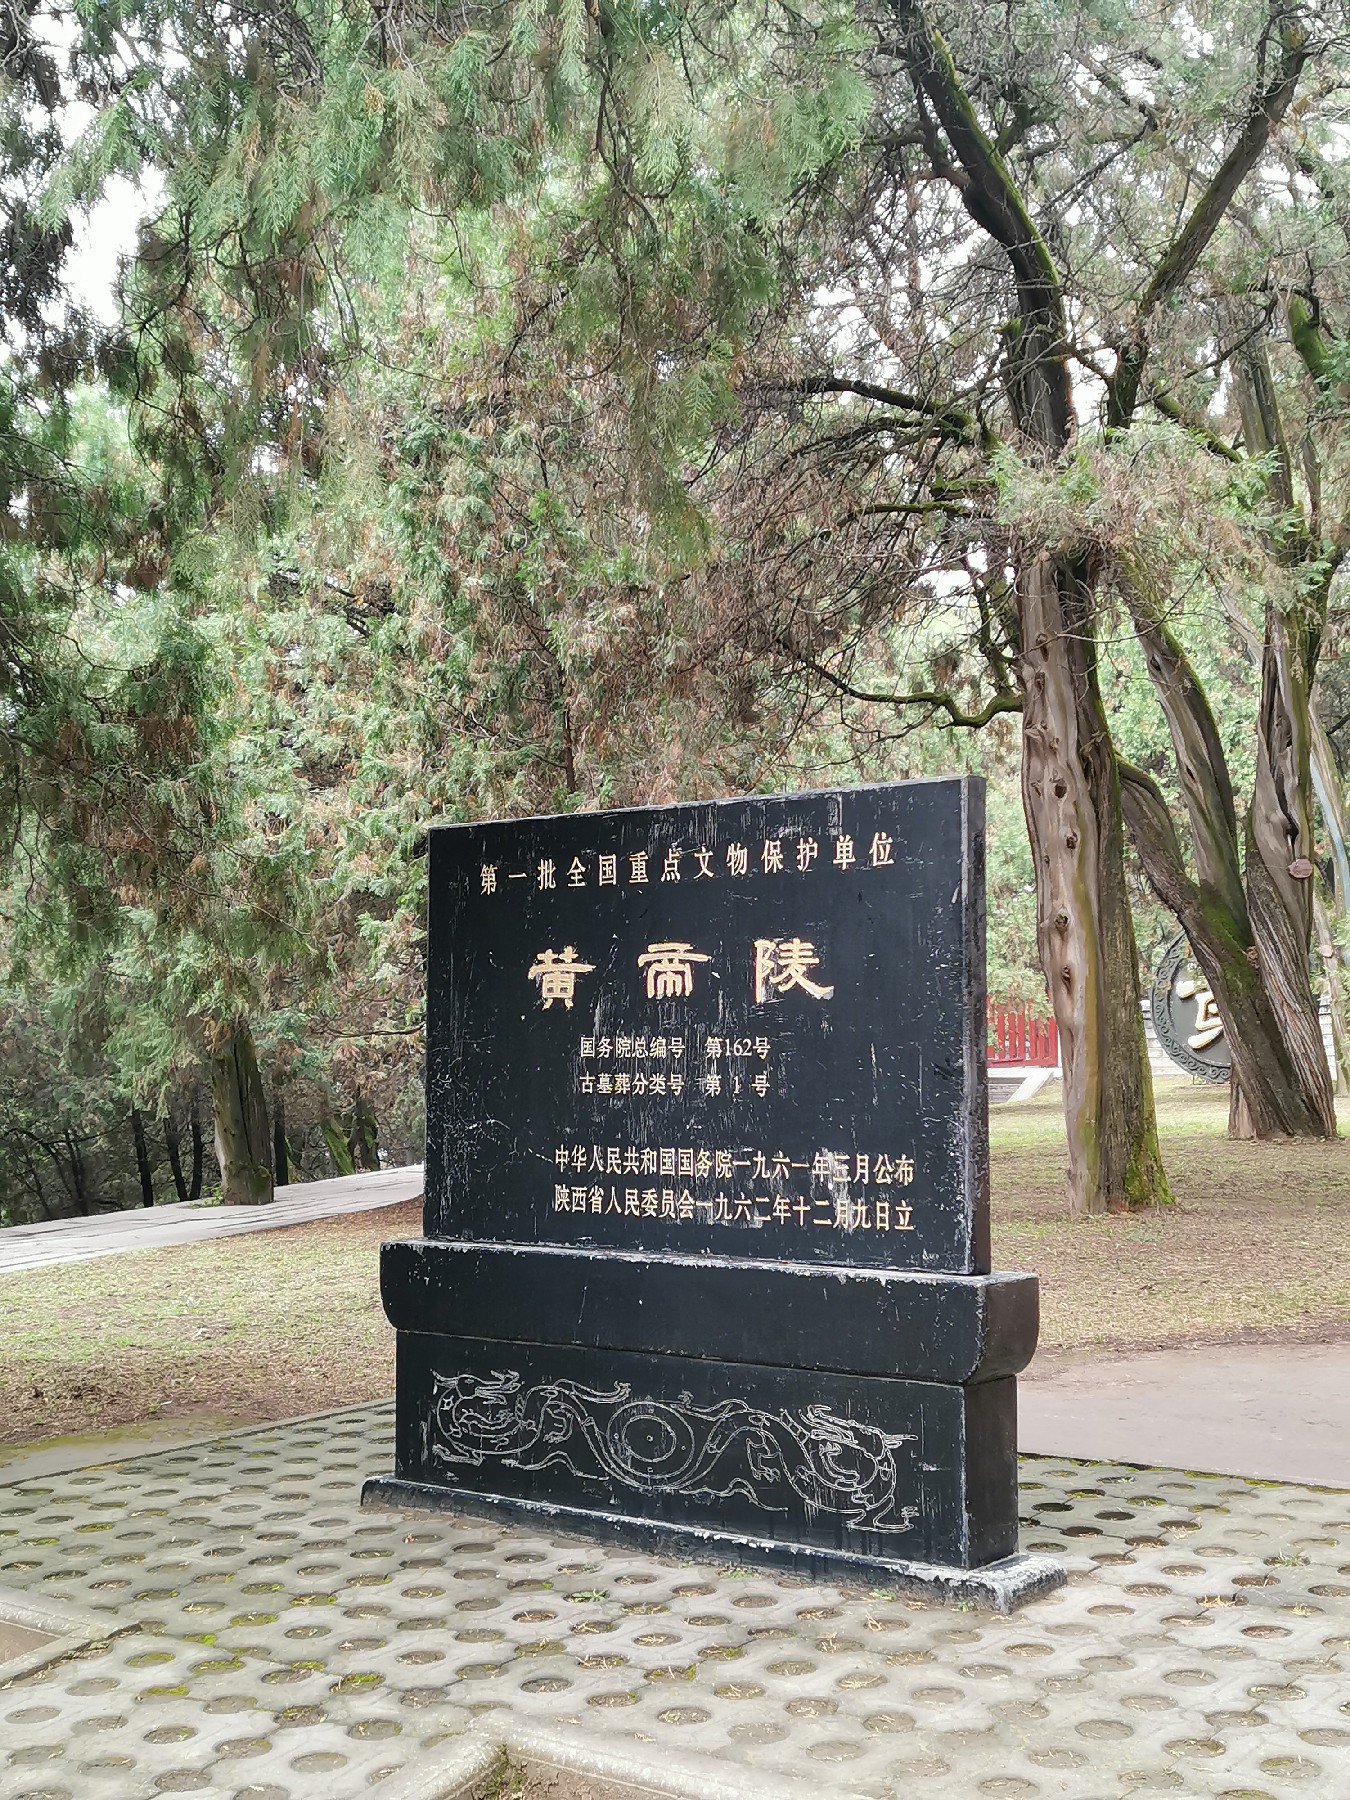 第一批全国重点文物保护单位
黄帝陵
国务院总编号 第162号
古墓葬分类号 第 1 号
中华人民共和国国务院一九六一年三月公布
陕西省人民委员会一九六二年十二月九日立